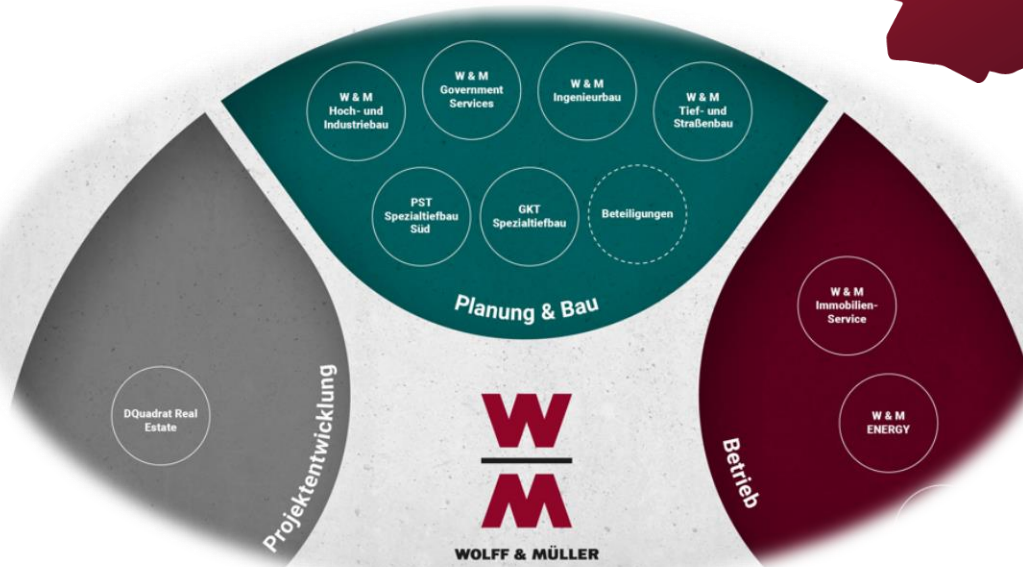 W & M
Hoch- und
Industriebau
W & M
Government
Services
W & M
Ingenieurbau
W & M
Tief- und
Straßenbau
PST
Spezialtiefbau
Süd
GKT
Spezialtiefbau
Beteiligungen
Planung & Bau
DQuadrat Real
Estate
Projektentwicklung
W & M
Immobilien-
Service
W & M
ENERGY
Betrieb
W
M
WOLFF & MÜLLER